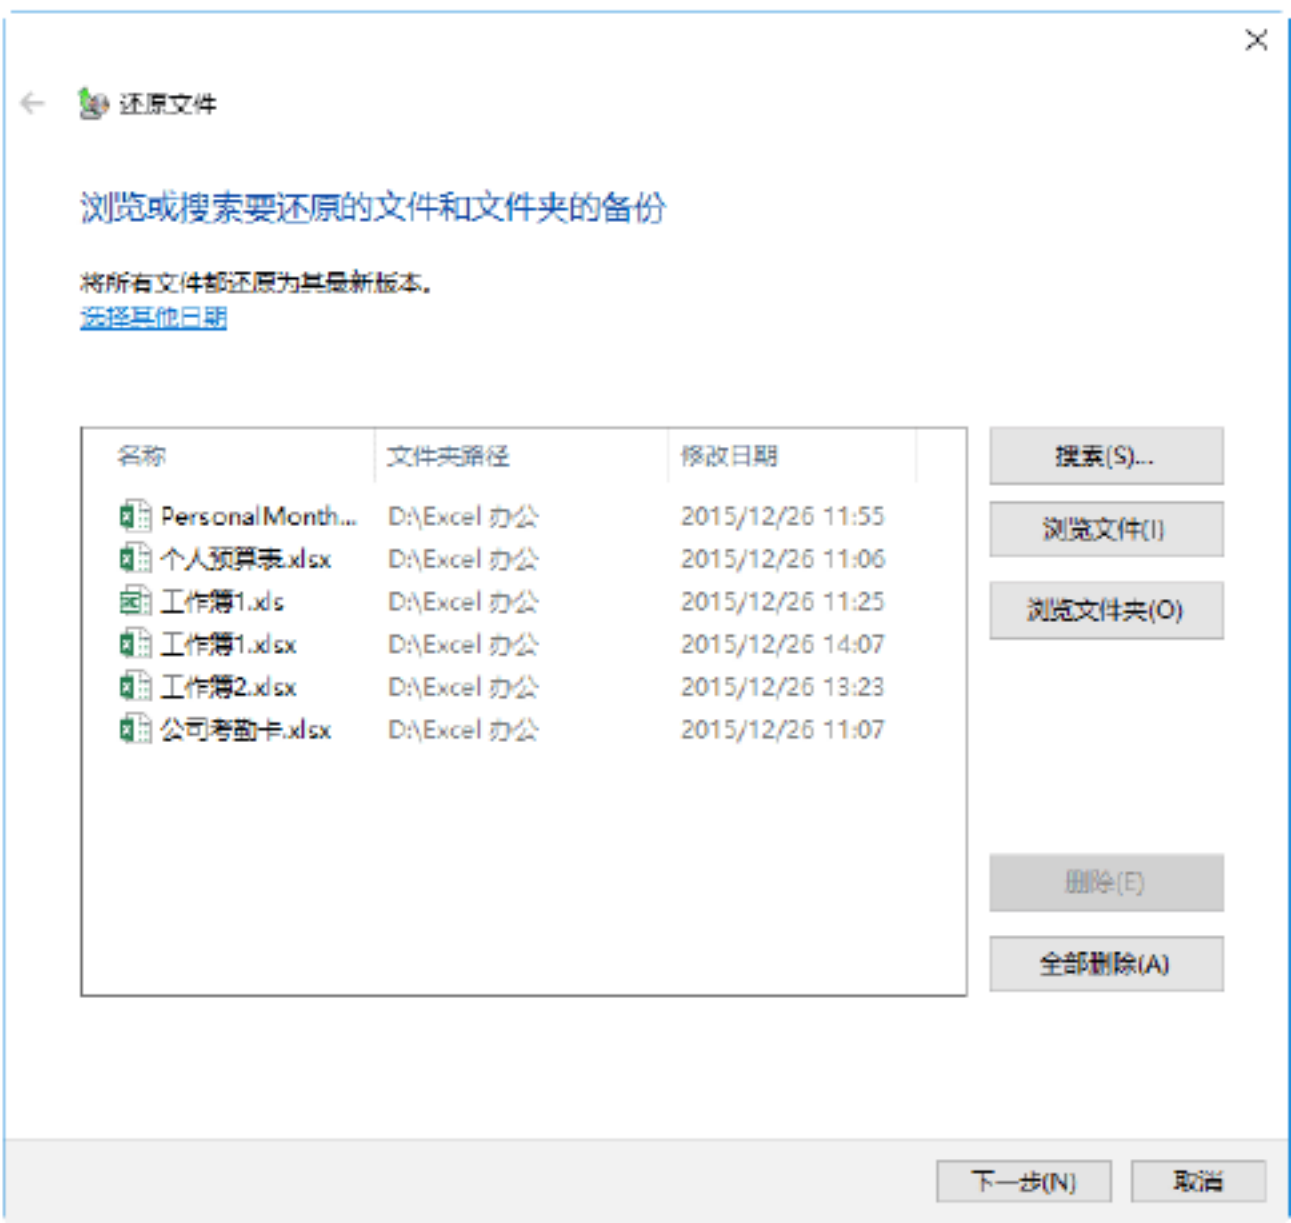 还原文件
浏览或搜索要还原的文件和文件夹的备份
将所有文件都还原为其最新版本。
选择其他日期
名称 文件夹路径 修改日期
PersonalMonth... D:\Excel 办公 2015/12/26 11:55
个人预算表.xlsx D:\Excel 办公 2015/12/26 11:06
工作簿1.xls D:\Excel 办公 2015/12/26 11:25
工作簿1.xlsx D:\Excel 办公 2015/12/26 14:07
工作簿2.xlsx D:\Excel 办公 2015/12/26 13:23
公司考勤卡.xlsx D:\Excel 办公 2015/12/26 11:07
搜索(S)...
浏览文件(I)
浏览文件夹(O)
删除(E)
全部删除(A)
下一步(N) 取消